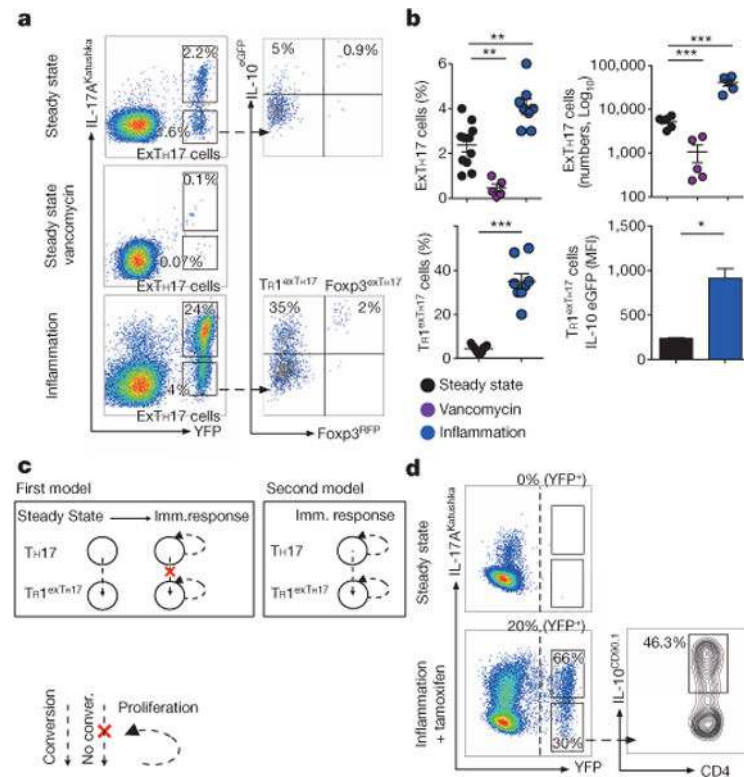 a
Steady state
IL-17A^Katushka
2.2%
.6%
ExTH17 cells
IL-10^eGFP
5%
0.9%
Steady state
vancomycin
0.1%
0.07%
ExTH17 cells
Inflammation
24%
4%
ExTH17 cells
YFP
TR1^exTH17
Foxp3^exTH17
35%
2%
Foxp3^RFP
b
ExTH17 cells (%)
6
4
2
0
**
**
ExTH17 cells
(numbers, Log10)
100,000
10,000
1,000
100
***
***
TR1^exTH17 cells (%)
40
20
0
***
TR1^exTH17 cells
IL-10 eGFP (MFI)
1,500
1,000
500
0
*
Steady state
Vancomycin
Inflammation
c
First model
Steady State
Imm.response
TH17
TR1^exTH17
Second model
Imm. response
TH17
TR1^exTH17
Conversion
No conver.
Proliferation
d
Steady state
IL-17A^Katushka
0% (YFP+)
Inflammation
+ tamoxifen
20% (YFP+)
66%
30%
YFP
IL-10^CD90.1
46.3%
CD4